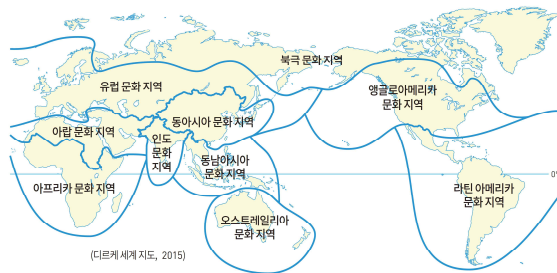 북극 문화 지역
유럽 문화 지역
앵글로아메리카
문화 지역
동아시아 문화 지역
아랍 문화 지역
인도
문화
지역
동남아시아
문화 지역
0°
아프리카 문화 지역
라틴 아메리카
문화 지역
오스트레일리아
문화 지역
(디르케 세계 지도, 2015)